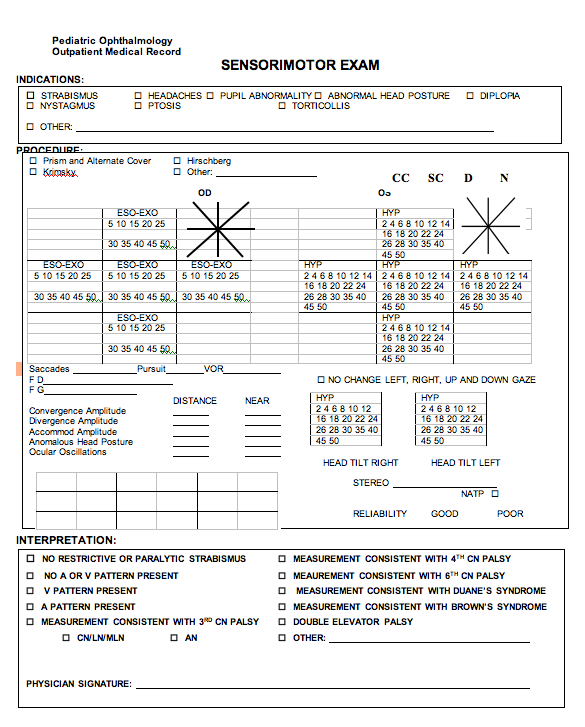 Pediatric Ophthalmology
Outpatient Medical Record
SENSORIMOTOR EXAM
INDICATIONS:
☐ STRABISMUS ☐ HEADACHES ☐ PUPIL ABNORMALITY ☐ ABNORMAL HEAD POSTURE ☐ DIPLOPIA
☐ NYSTAGMUS ☐ PTOSIS ☐ TORTICOLLIS
☐ OTHER:
PROCEDURE:
☐ Prism and Alternate Cover ☐ Hirschberg
☐ Krimsky ☐ Other:
CC SC D N
OD OS
ESO-EXO HYP
5 10 15 20 25 2 4 6 8 10 12 14
16 18 20 22 24
30 35 40 45 50 26 28 30 35 40
45 50
ESO-EXO ESO-EXO ESO-EXO HYP HYP HYP
5 10 15 20 25 5 10 15 20 25 5 10 15 20 25 2 4 6 8 10 12 14 2 4 6 8 10 12 14 2 4 6 8 10 12 14
16 18 20 22 24 16 18 20 22 24 16 18 20 22 24
30 35 40 45 50 30 35 40 45 50 30 35 40 45 50 26 28 30 35 40 26 28 30 35 40 26 28 30 35 40
45 50 45 50 45 50
ESO-EXO HYP
5 10 15 20 25 2 4 6 8 10 12 14
16 18 20 22 24
30 35 40 45 50 26 28 30 35 40
45 50
Saccades Pursuit VOR
F D ☐ NO CHANGE LEFT, RIGHT, UP AND DOWN GAZE
F G
DISTANCE NEAR HYP HYP
Convergence Amplitude 2 4 6 8 10 12 2 4 6 8 10 12
Divergence Amplitude 16 18 20 22 24 16 18 20 22 24
Accommod Amplitude 26 28 30 35 40 26 28 30 35 40
Anomalous Head Posture 45 50 45 50
Ocular Oscillations
HEAD TILT RIGHT HEAD TILT LEFT
STEREO
NATP ☐
RELIABILITY GOOD POOR
INTERPRETATION:
☐ NO RESTRICTIVE OR PARALYTIC STRABISMUS ☐ MEASUREMENT CONSISTENT WITH 4TH CN PALSY
☐ NO A OR V PATTERN PRESENT ☐ MEAUREMENT CONSISTENT WITH 6TH CN PALSY
☐ V PATTERN PRESENT ☐ MEASUREMENT CONSISTENT WITH DUANE'S SYNDROME
☐ A PATTERN PRESENT ☐ MEASUREMENT CONSISTENT WITH BROWN'S SYNDROME
☐ MEASUREMENT CONSISTENT WITH 3RD CN PALSY ☐ DOUBLE ELEVATOR PALSY
☐ CN/LN/MLN ☐ AN ☐ OTHER:
PHYSICIAN SIGNATURE: